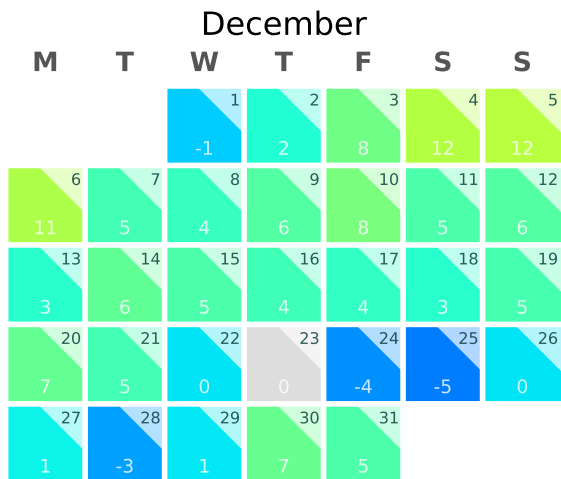 December
M T W T F S S
1 2 3 4 5
-1 2 8 12 12
6 7 8 9 10 11 12
11 5 4 6 8 5 6
13 14 15 16 17 18 19
3 6 5 4 4 3 5
20 21 22 23 24 25 26
7 5 0 0 -4 -5 0
27 28 29 30 31
1 -3 1 7 5